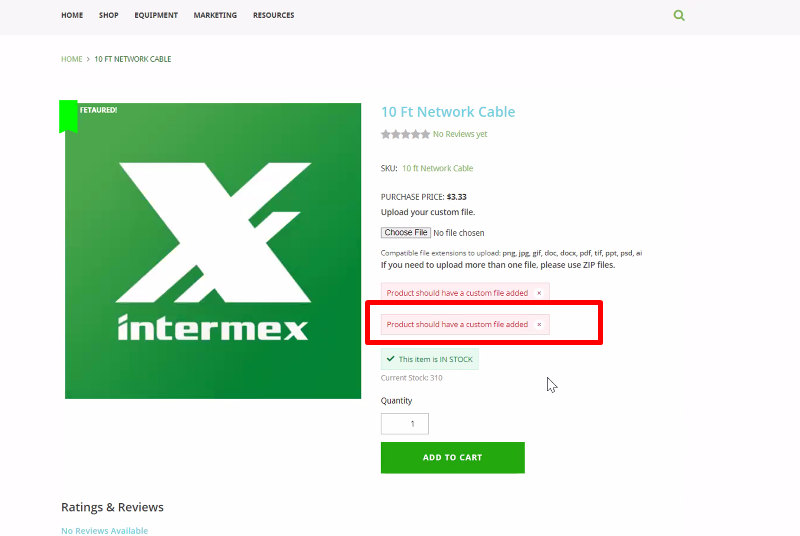 HOME SHOP EQUIPMENT MARKETING RESOURCES
HOME > 10 FT NETWORK CABLE
FETAURED!
intermex
10 Ft Network Cable
No Reviews yet
SKU: 10 ft Network Cable
PURCHASE PRICE: $3.33
Upload your custom file.
Choose File No file chosen
Compatible file extensions to upload: png, jpg, gif, doc, docx, pdf, tif, ppt, psd, ai
If you need to upload more than one file, please use ZIP files.
Product should have a custom file added ×
Product should have a custom file added ×
This item is IN STOCK
Current Stock: 310
Quantity
1
ADD TO CART
Ratings & Reviews
No Reviews Available